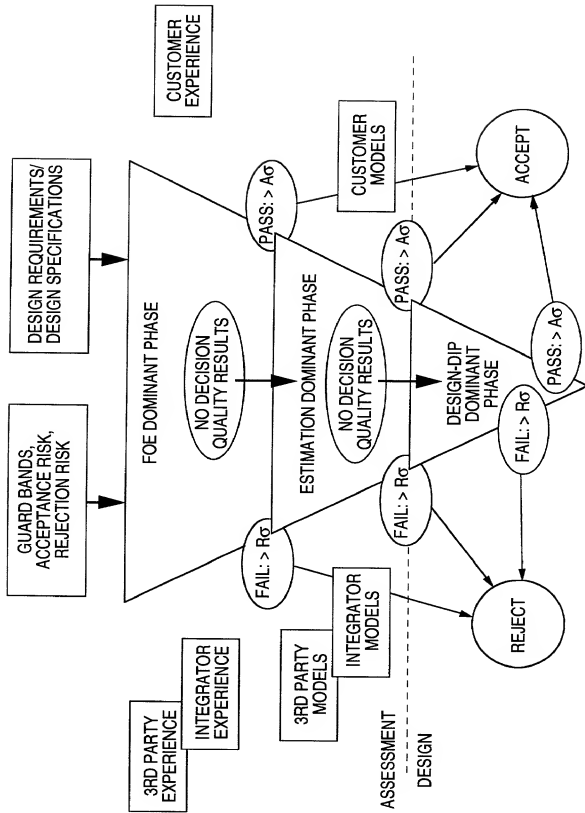 GUARD BANDS,
ACCEPTANCE RISK,
REJECTION RISK
DESIGN REQUIREMENTS/
DESIGN SPECIFICATIONS
3RD PARTY
EXPERIENCE
INTEGRATOR
EXPERIENCE
CUSTOMER
EXPERIENCE
FOE DOMINANT PHASE
NO DECISION
QUALITY RESULTS
FAIL: > Rσ
PASS: > Aσ
3RD PARTY
MODELS
INTEGRATOR
MODELS
CUSTOMER
MODELS
ESTIMATION DOMINANT PHASE
NO DECISION
QUALITY RESULTS
FAIL: > Rσ
PASS: > Aσ
ASSESSMENT
DESIGN
DESIGN-DIP
DOMINANT
PHASE
FAIL: > Rσ
PASS: > Aσ
REJECT
ACCEPT